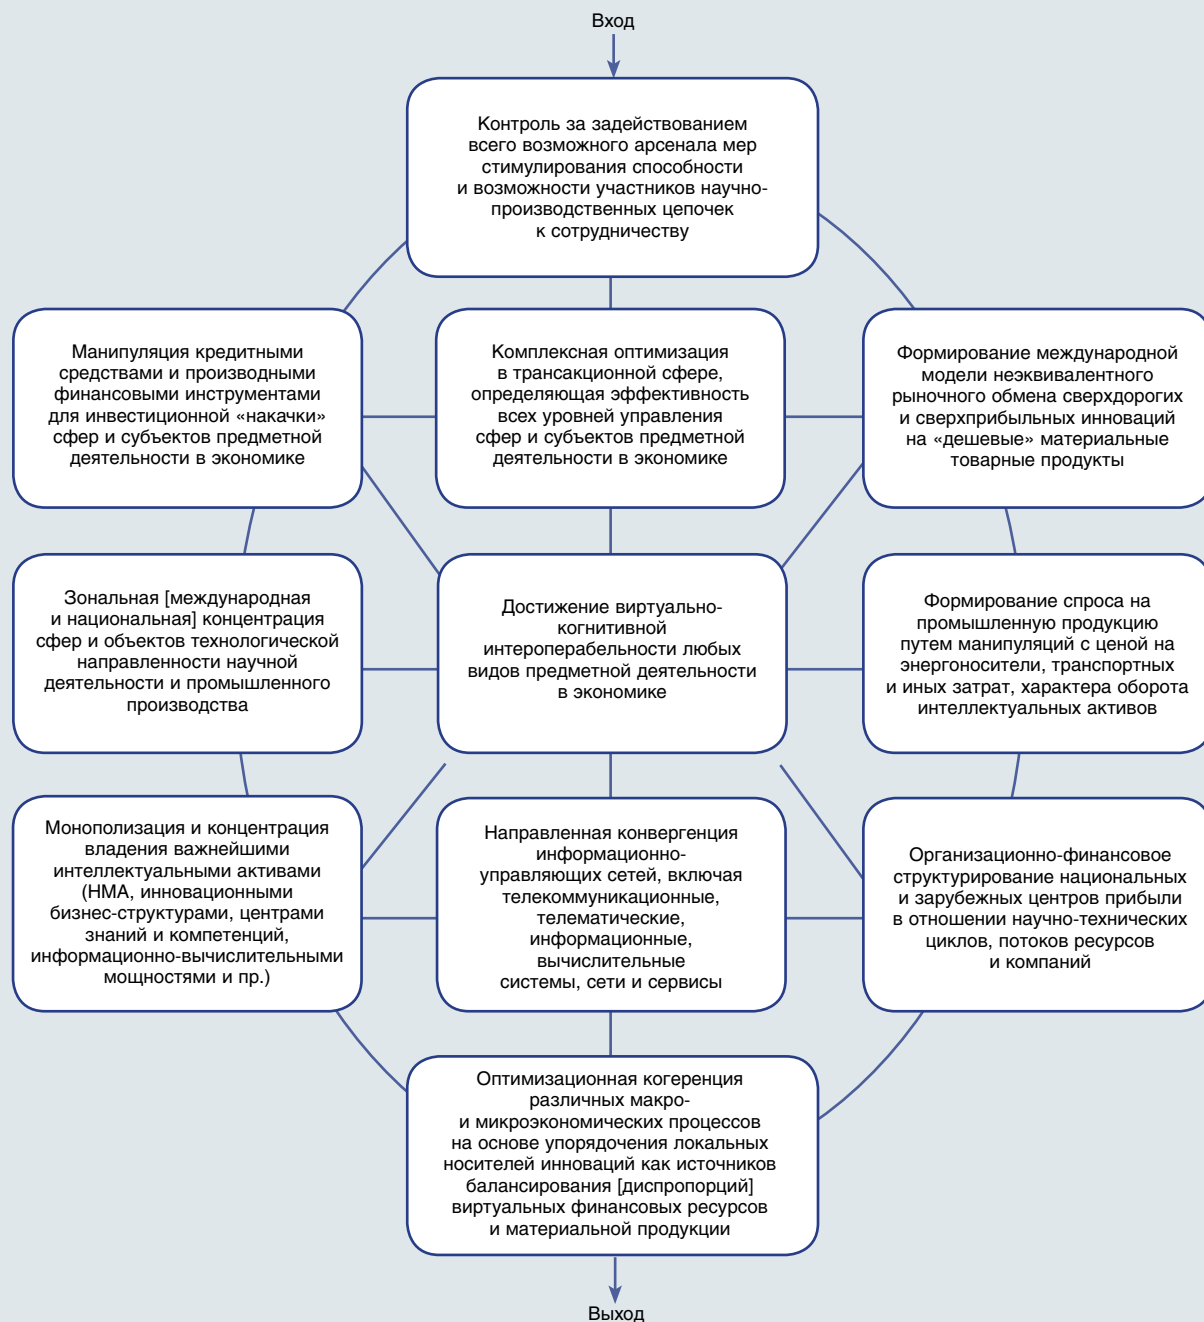 Вход
Контроль за задействованием
всего возможного арсенала мер
стимулирования способности
и возможности участников научно-
производственных цепочек
к сотрудничеству
Манипуляция кредитными
средствами и производными
финансовыми инструментами
для инвестиционной «накачки»
сфер и субъектов предметной
деятельности в экономике
Комплексная оптимизация
в трансакционной сфере,
определяющая эффективность
всех уровней управления
сфер и субъектов предметной
деятельности в экономике
Формирование международной
модели неэквивалентного
рыночного обмена сверхдорогих
и сверхприбыльных инноваций
на «дешевые» материальные
товарные продукты
Зональная [международная
и национальная] концентрация
сфер и объектов технологической
направленности научной
деятельности и промышленного
производства
Достижение виртуально-
когнитивной
интероперабельности любых
видов предметной деятельности
в экономике
Формирование спроса на
промышленную продукцию
путем манипуляций с ценой на
энергоносители, транспортных
и иных затрат, характера оборота
интеллектуальных активов
Монополизация и концентрация
владения важнейшими
интеллектуальными активами
(НМА, инновационными
бизнес-структурами, центрами
знаний и компетенций,
информационно-вычислительными
мощностями и пр.)
Направленная конвергенция
информационно-
управляющих сетей, включая
телекоммуникационные,
телематические,
информационные,
вычислительные
системы, сети и сервисы
Организационно-финансовое
структурирование национальных
и зарубежных центров прибыли
в отношении научно-технических
циклов, потоков ресурсов
и компаний
Оптимизационная когеренция
различных макро-
и микроэкономических процессов
на основе упорядочения локальных
носителей инноваций как источников
балансирования [диспропорций]
виртуальных финансовых ресурсов
и материальной продукции
Выход